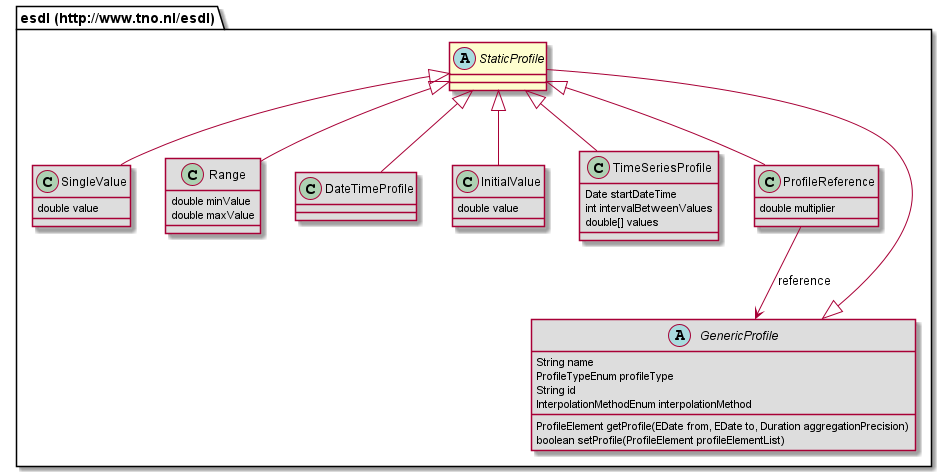 esdl (http://www.tno.nl/esdl)
A StaticProfile
C SingleValue
double value
C Range
double minValue
double maxValue
C DateTimeProfile
C InitialValue
double value
C TimeSeriesProfile
Date startDateTime
int intervalBetweenValues
double[] values
C ProfileReference
double multiplier
reference
A GenericProfile
String name
ProfileTypeEnum profileType
String id
InterpolationMethodEnum interpolationMethod
ProfileElement getProfile(EDate from, EDate to, Duration aggregationPrecision)
boolean setProfile(ProfileElement profileElementList)